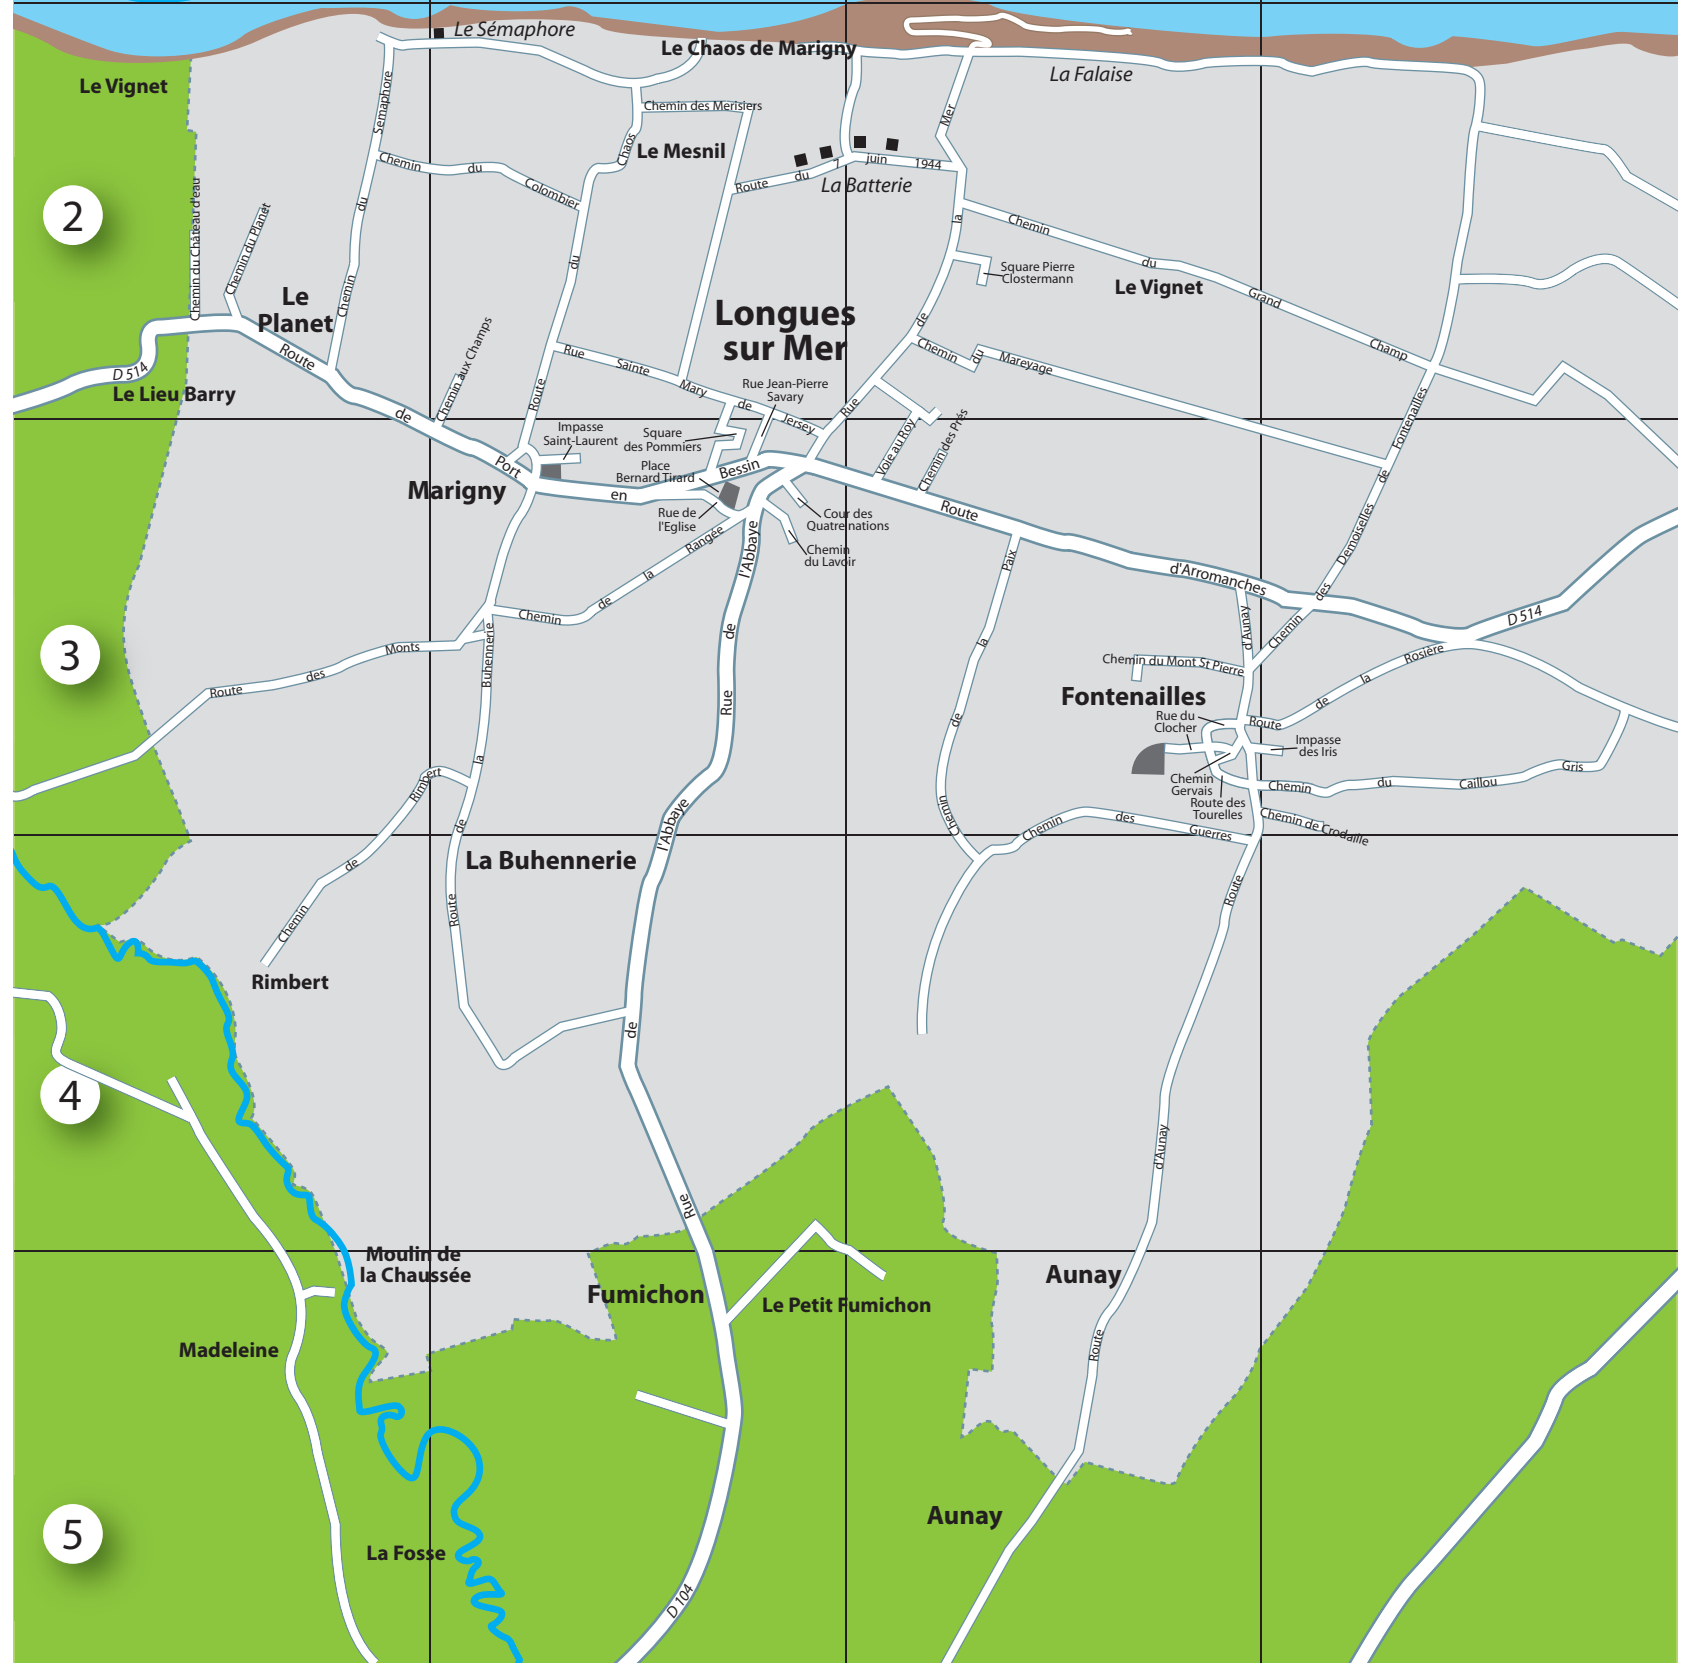 Le Sémaphore
Le Chaos de Marigny
La Falaise
Le Vignet
Chemin des Merisiers
Le Mesnil
Chemin du Semaphore
Chemin du Colombier
Route du Chaos
Route du 7 juin 1944
La Batterie
Rue de la Mer
2
Chemin du Château d'eau
Chemin du Planet
Chemin du Grand Champ
Square Pierre
Clostermann
Le Vignet
Le
Planet
Longues
sur Mer
Chemin aux Champs
Rue Sainte Mary de Jersey
Chemin du Mareyage
D 514
Le Lieu Barry
Route de Port en Bessin
Rue Jean-Pierre
Savary
Impasse
Saint-Laurent
Square
des Pommiers
Place
Bernard Tirard
Voie au Roy
Chemin des Prés
Marigny
Rue de
l'Eglise
Cour des
Quatre nations
Chemin
du Lavoir
Route d'Arromanches
Chemin des Demoiselles de Fontenailles
D 514
Chemin de la Rangée
Rue de l'Abbaye
Chemin de la Paix
3
Route des Monts
Route de la Buhennerie
Chemin du Mont St Pierre
Route d'Aunay
Route de la Rosière
Fontenailles
Rue du
Clocher
Impasse
des Iris
Chemin
Gervais
Route des
Tourelles
Chemin du Caillou Gris
Chemin de Crodaille
Chemin des Guerres
Chemin de Rimbert
La Buhennerie
l'Abbaye
Rimbert
de
4
d'Aunay
Rue
Moulin de
la Chaussée
Fumichon
Le Petit Fumichon
Aunay
Madeleine
Route
5
Aunay
La Fosse
D 104